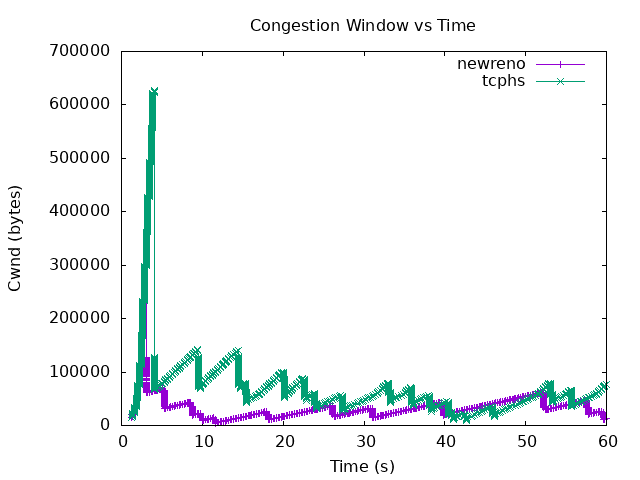 Congestion Window vs Time
700000
600000
500000
400000
300000
200000
100000
0
Cwnd (bytes)
newreno
tcphs
0 10 20 30 40 50 60
Time (s)